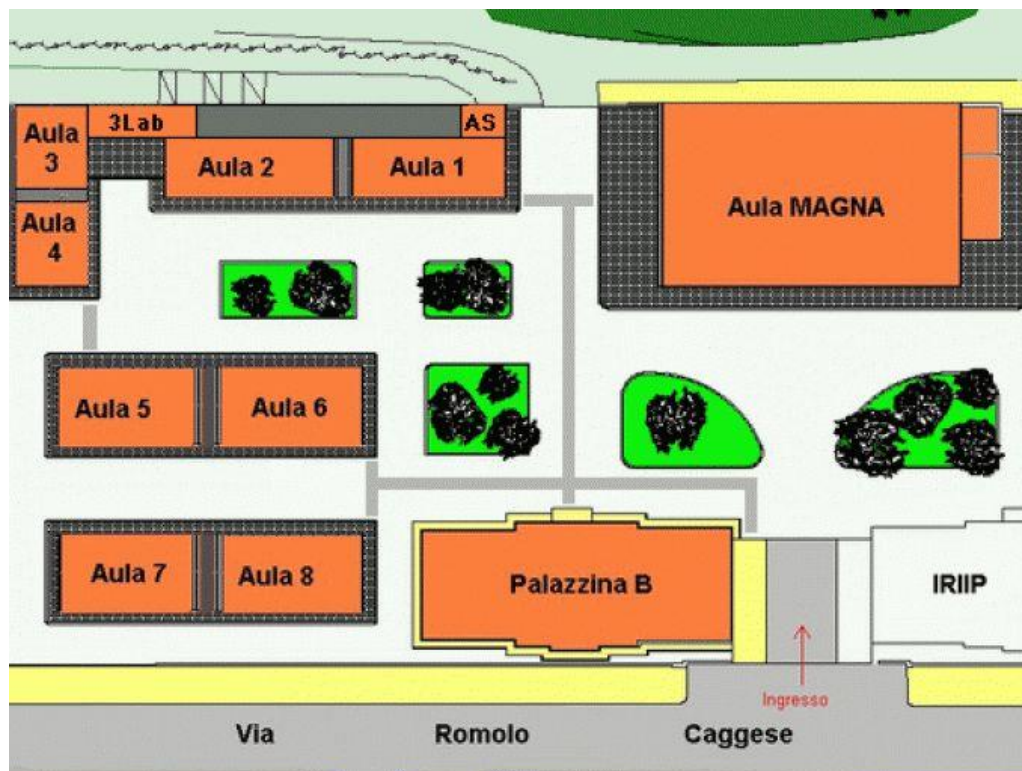 Aula
3
3Lab
AS
Aula 2
Aula 1
Aula MAGNA
Aula
4
Aula 5
Aula 6
Aula 7
Aula 8
Palazzina B
IRIIP
Ingresso
Via Romolo Caggese